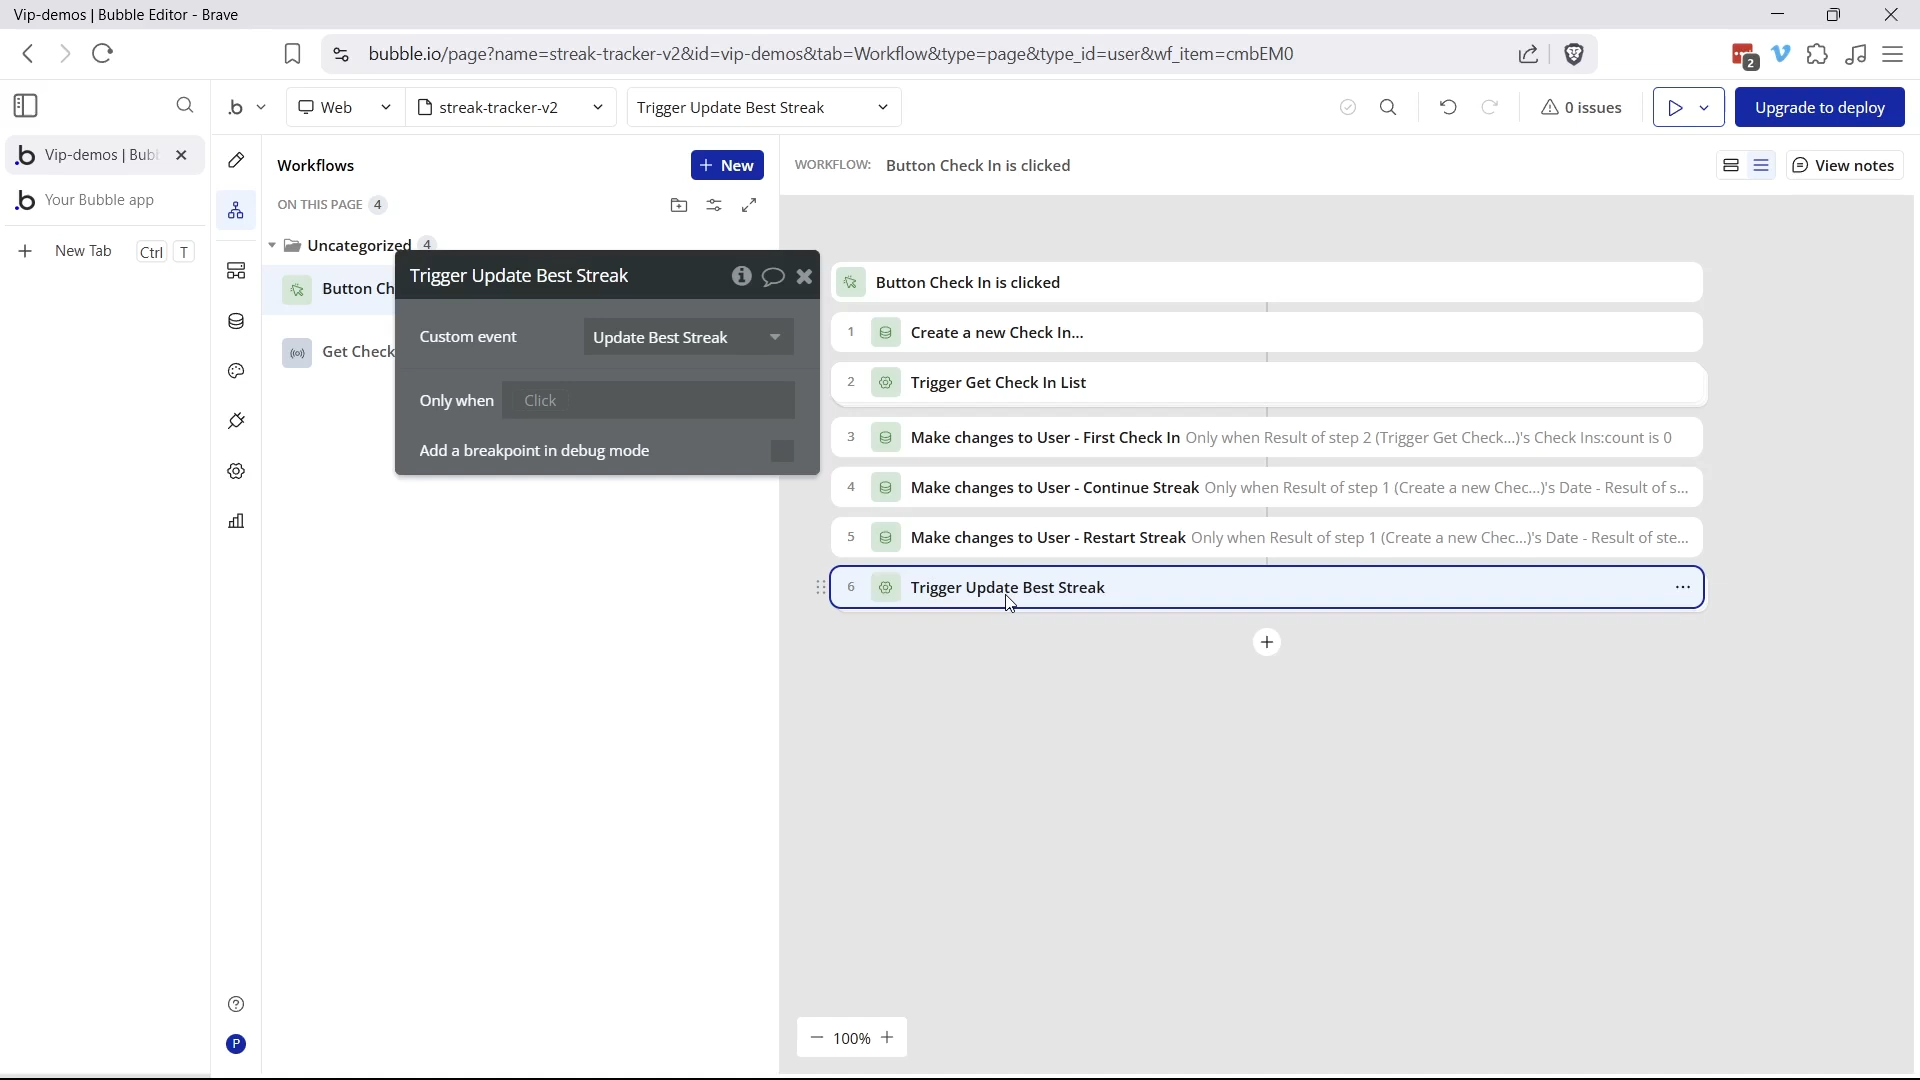 Vip-demos | Bubble Editor - Brave
bubble.io/page?name=streak-tracker-v2&id=vip-demos&tab=Workflow&type=page&type_id=user&wf_item=cmbEM0
2
Vip-demos | Bubb
Your Bubble app
New Tab Ctrl T
Web
streak-tracker-v2
Trigger Update Best Streak
0 issues
Upgrade to deploy
Workflows
+ New
ON THIS PAGE 4
Uncategorized 4
Button Ch
Get Check
Trigger Update Best Streak
Custom event Update Best Streak
Only when Click
Add a breakpoint in debug mode
WORKFLOW: Button Check In is clicked
View notes
Button Check In is clicked
1 Create a new Check In...
2 Trigger Get Check In List
3 Make changes to User - First Check In Only when Result of step 2 (Trigger Get Check...)'s Check Ins:count is 0
4 Make changes to User - Continue Streak Only when Result of step 1 (Create a new Chec...)'s Date - Result of s...
5 Make changes to User - Restart Streak Only when Result of step 1 (Create a new Chec...)'s Date - Result of ste...
6 Trigger Update Best Streak
P
100%